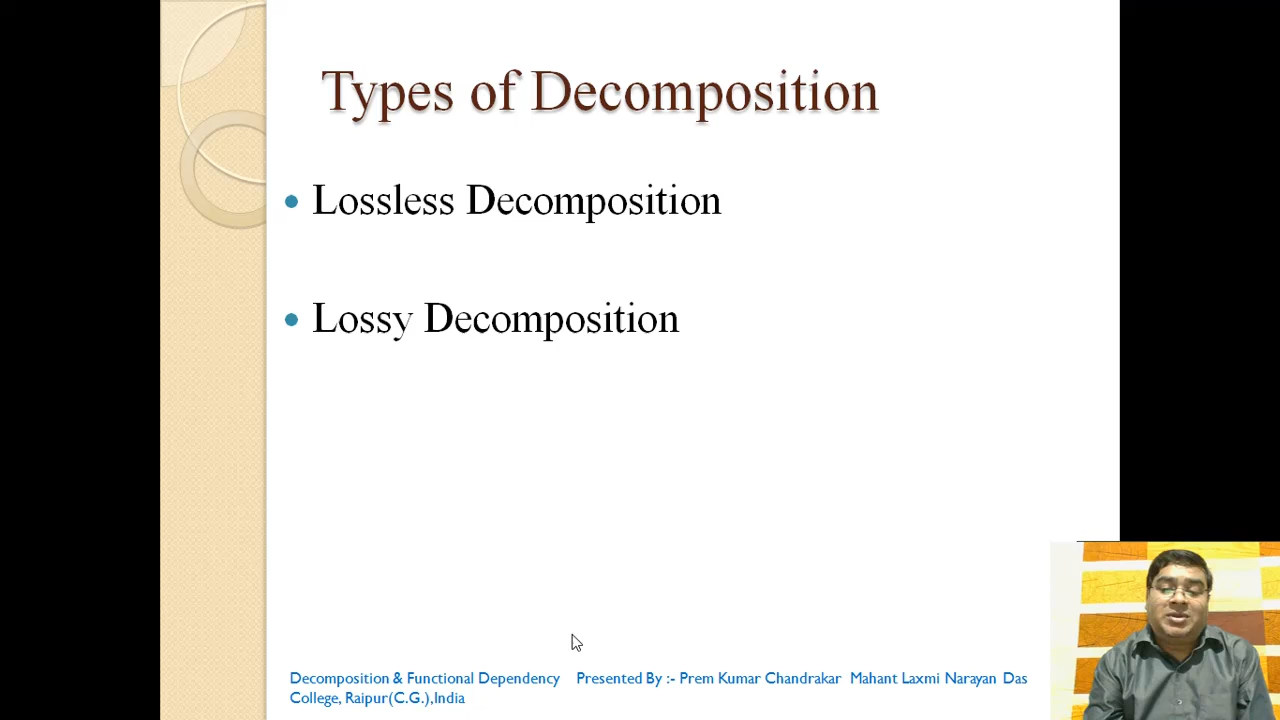 Types of Decomposition
Lossless Decomposition
Lossy Decomposition
Decomposition & Functional Dependency Presented By :- Prem Kumar Chandrakar Mahant Laxmi Narayan Das
College, Raipur(C.G.),India